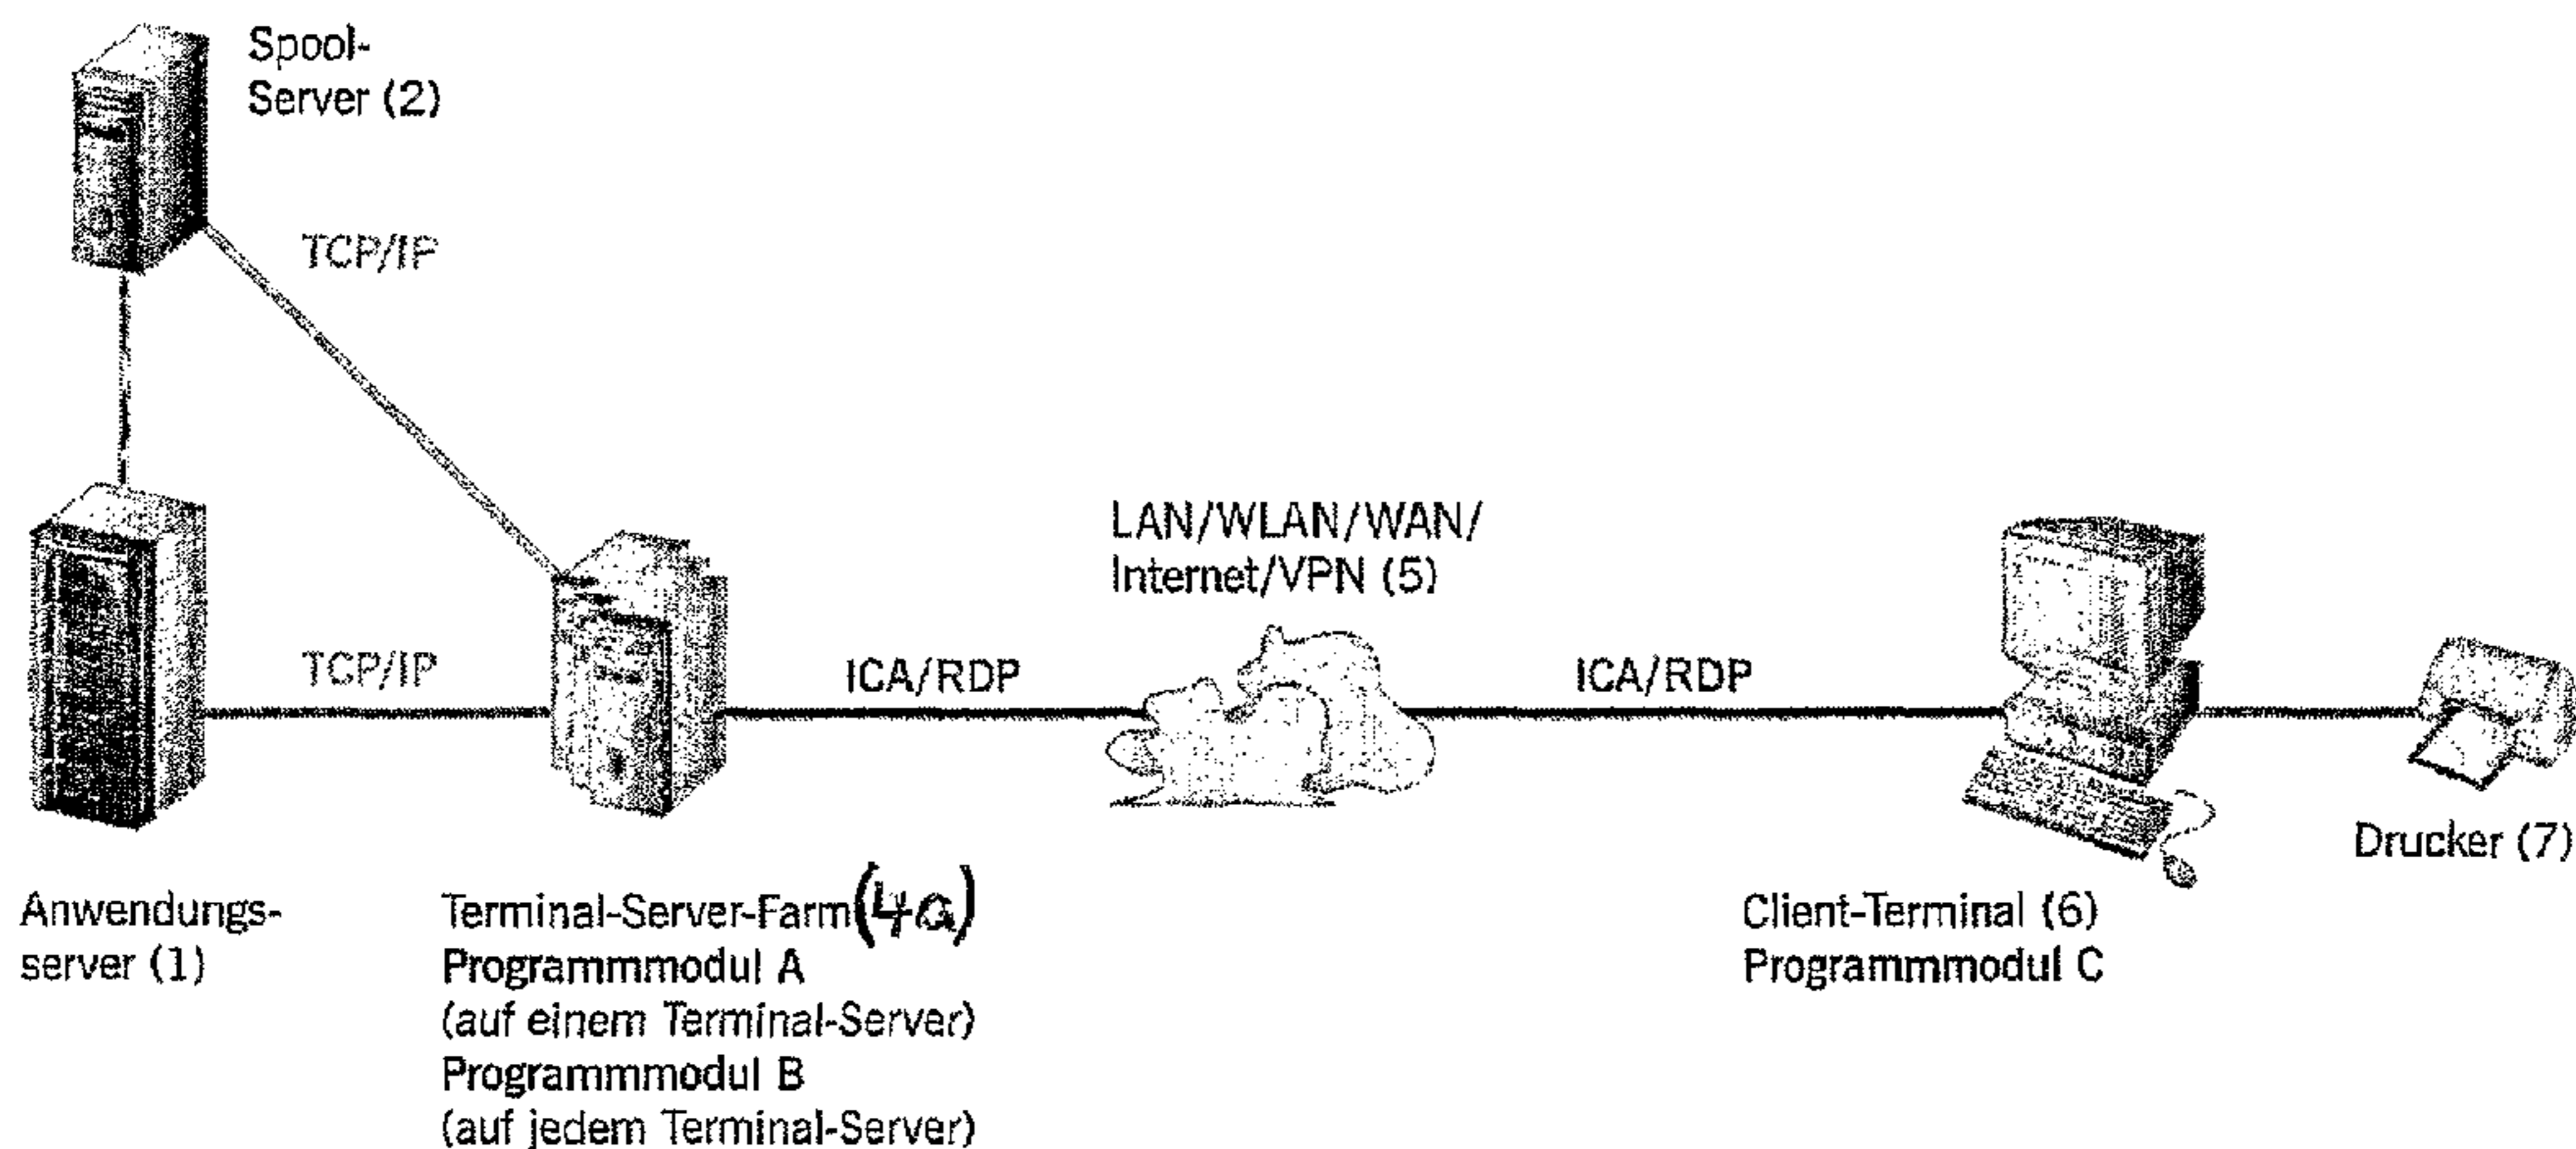 Spool-
Server (2)
TCP/IP
LAN/WLAN/WAN/
Internet/VPN (5)
TCP/IP
ICA/RDP
ICA/RDP
Drucker (7)
Anwendungs-
server (1)
Terminal-Server-Farm (4a)
Programmmodul A
(auf einem Terminal-Server)
Programmmodul B
(auf jedem Terminal-Server)
Client-Terminal (6)
Programmmodul C